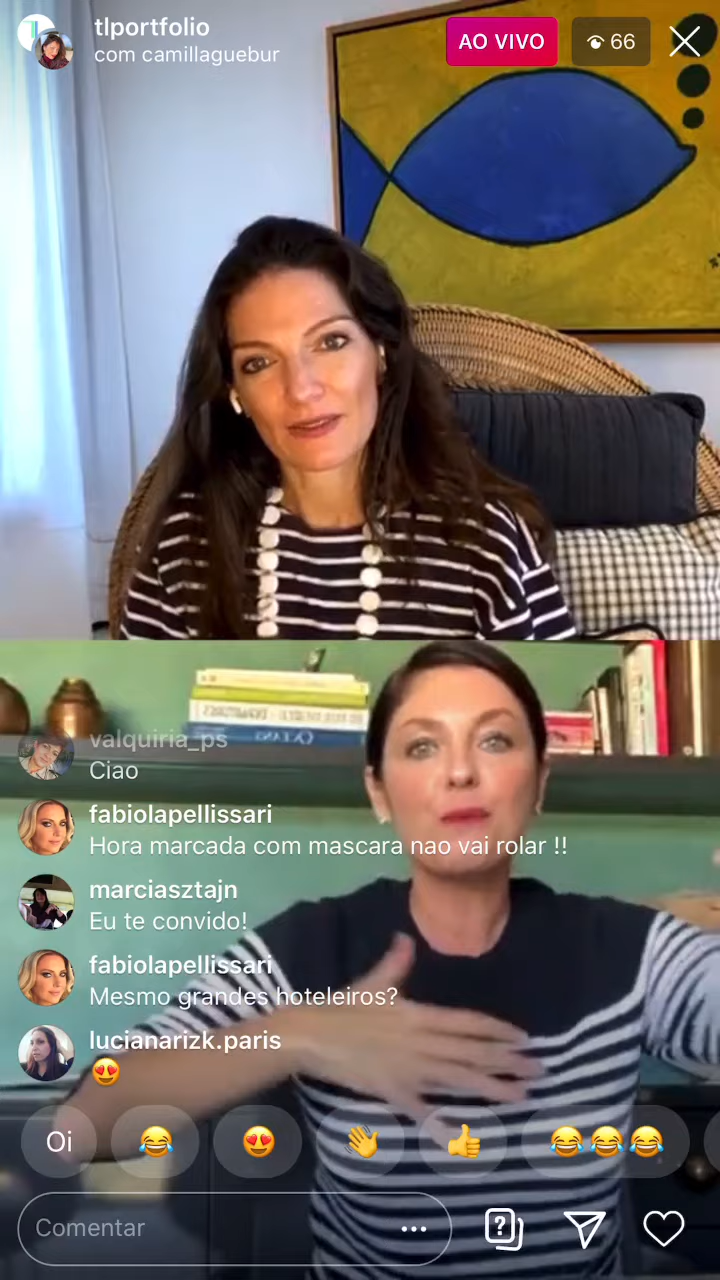 tlportfolio
com camillaguebur
AO VIVO
66
valquiria_ps
Ciao
fabiolapellissari
Hora marcada com mascara nao vai rolar !!
marciasztajn
Eu te convido!
fabiolapellissari
Mesmo grandes hoteleiros?
lucianarizk.paris
😍
Oi
😂
😍
👋
👍
😂😂😂
Comentar